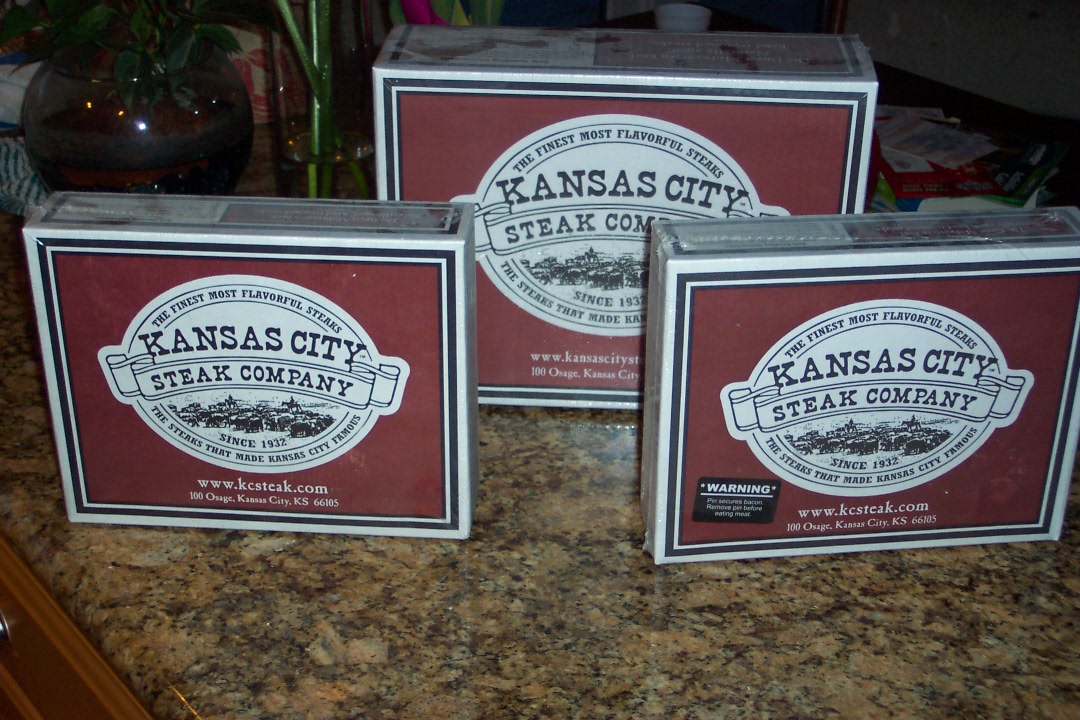 THE FINEST MOST FLAVORFUL STEAKS
KANSAS CITY
STEAK COMP
SINCE 1932
THE STEAKS THAT MADE KAN
www.kansascityste
100 Osage, Kansas City,
THE FINEST MOST FLAVORFUL STEAKS
KANSAS CITY
STEAK COMPANY
SINCE 1932
THE STEAKS THAT MADE KANSAS CITY FAMOUS
www.kcsteak.com
100 Osage, Kansas City, KS 66105
THE FINEST MOST FLAVORFUL STEAKS
KANSAS CITY
STEAK COMPANY
SINCE 1932
THE STEAKS THAT MADE KANSAS CITY FAMOUS
*WARNING*
Pin secures bacon.
Remove pin before
eating meat.
www.kcsteak.com
100 Osage, Kansas City, KS 66105